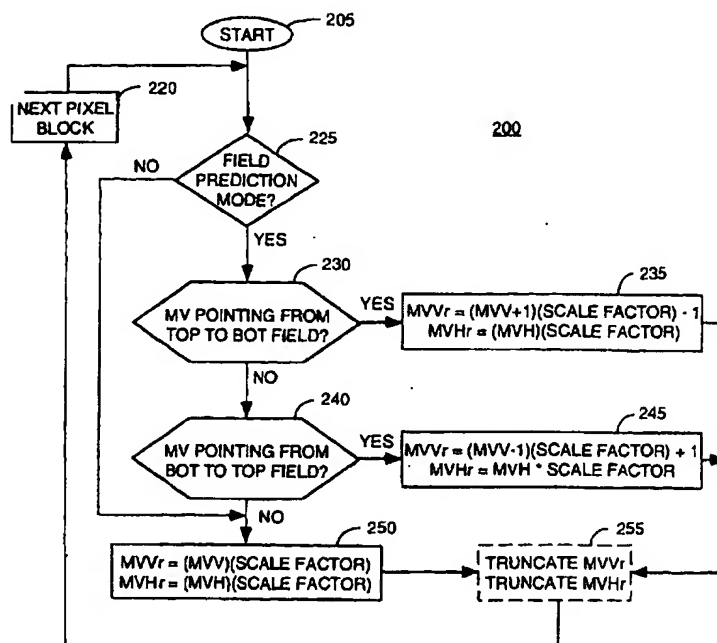 START
205
NEXT PIXEL
BLOCK
220
200
225
FIELD
PREDICTION
MODE?
NO
YES
230
MV POINTING FROM
TOP TO BOT FIELD?
YES
235
MVVr = (MVV+1)(SCALE FACTOR) - 1
MVHr = (MVH)(SCALE FACTOR)
NO
240
MV POINTING FROM
BOT TO TOP FIELD?
YES
245
MVVr = (MVV-1)(SCALE FACTOR) + 1
MVHr = MVH * SCALE FACTOR
NO
250
MVVr = (MVV)(SCALE FACTOR)
MVHr = (MVH)(SCALE FACTOR)
255
TRUNCATE MVVr
TRUNCATE MVHr